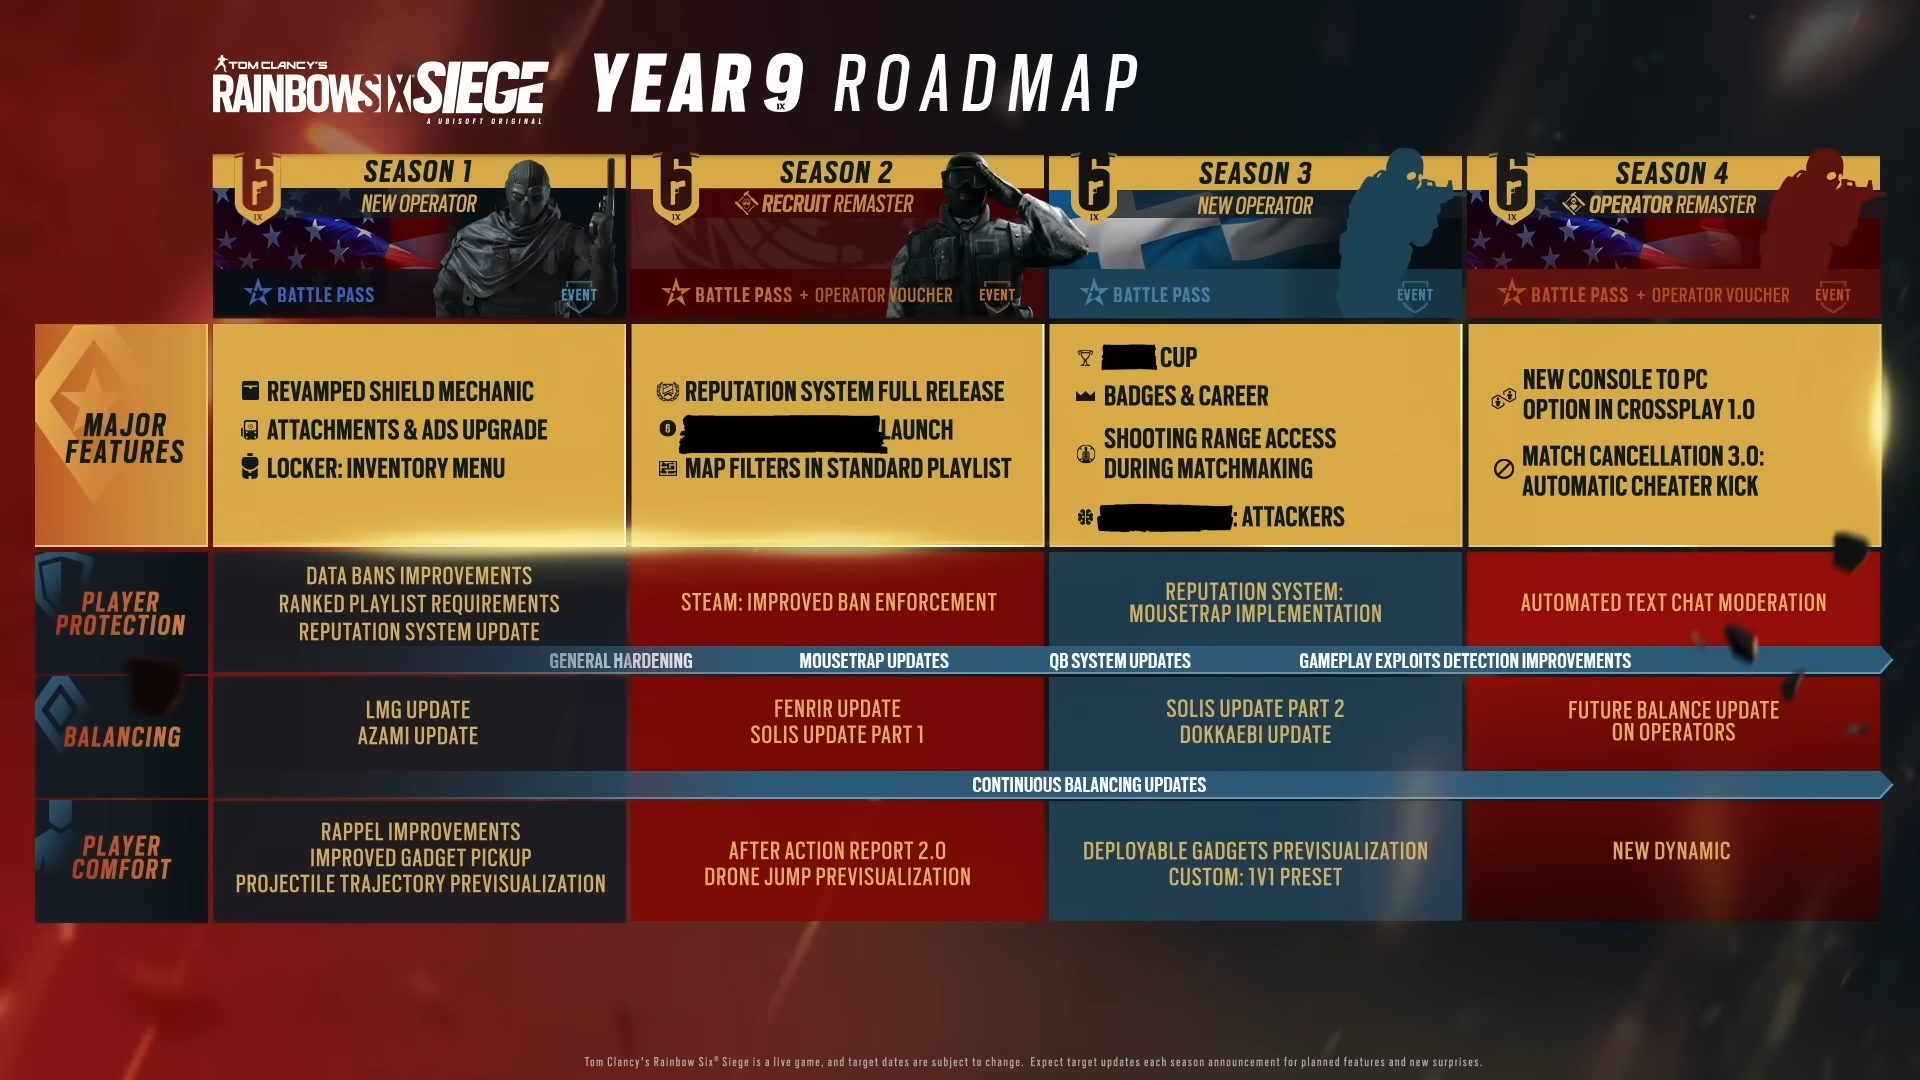 TOM CLANCY'S
RAINBOWSIX SIEGE
A UBISOFT ORIGINAL
YEAR 9 ROADMAP
IX
SEASON 1
NEW OPERATOR
IX
BATTLE PASS
EVENT
SEASON 2
RECRUIT REMASTER
IX
BATTLE PASS + OPERATOR VOUCHER
EVENT
SEASON 3
NEW OPERATOR
IX
BATTLE PASS
EVENT
SEASON 4
OPERATOR REMASTER
IX
BATTLE PASS + OPERATOR VOUCHER
EVENT
MAJOR
FEATURES
REVAMPED SHIELD MECHANIC
ATTACHMENTS & ADS UPGRADE
LOCKER: INVENTORY MENU
REPUTATION SYSTEM FULL RELEASE
LAUNCH
MAP FILTERS IN STANDARD PLAYLIST
CUP
BADGES & CAREER
SHOOTING RANGE ACCESS
DURING MATCHMAKING
: ATTACKERS
NEW CONSOLE TO PC
OPTION IN CROSSPLAY 1.0
MATCH CANCELLATION 3.0:
AUTOMATIC CHEATER KICK
PLAYER
PROTECTION
DATA BANS IMPROVEMENTS
RANKED PLAYLIST REQUIREMENTS
REPUTATION SYSTEM UPDATE
STEAM: IMPROVED BAN ENFORCEMENT
REPUTATION SYSTEM:
MOUSETRAP IMPLEMENTATION
AUTOMATED TEXT CHAT MODERATION
GENERAL HARDENING MOUSETRAP UPDATES QB SYSTEM UPDATES GAMEPLAY EXPLOITS DETECTION IMPROVEMENTS
BALANCING
LMG UPDATE
AZAMI UPDATE
FENRIR UPDATE
SOLIS UPDATE PART 1
SOLIS UPDATE PART 2
DOKKAEBI UPDATE
FUTURE BALANCE UPDATE
ON OPERATORS
CONTINUOUS BALANCING UPDATES
PLAYER
COMFORT
RAPPEL IMPROVEMENTS
IMPROVED GADGET PICKUP
PROJECTILE TRAJECTORY PREVISUALIZATION
AFTER ACTION REPORT 2.0
DRONE JUMP PREVISUALIZATION
DEPLOYABLE GADGETS PREVISUALIZATION
CUSTOM: 1V1 PRESET
NEW DYNAMIC
Tom Clancy's Rainbow Six® Siege is a live game, and target dates are subject to change. Expect target updates each season announcement for planned features and new surprises.